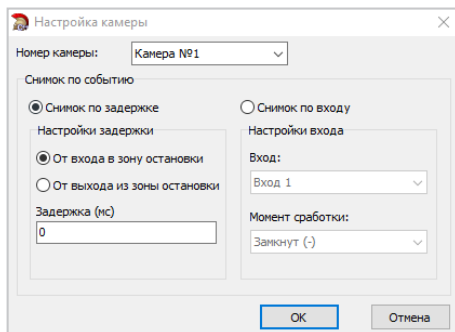 Настройка камеры
Номер камеры: Камера №1
Снимок по событию
Снимок по задержке
Снимок по входу
Настройки задержки
От входа в зону остановки
От выхода из зоны остановки
Задержка (мс)
0
Настройки входа
Вход:
Вход 1
Момент сработки:
Замкнут (-)
ОК Отмена